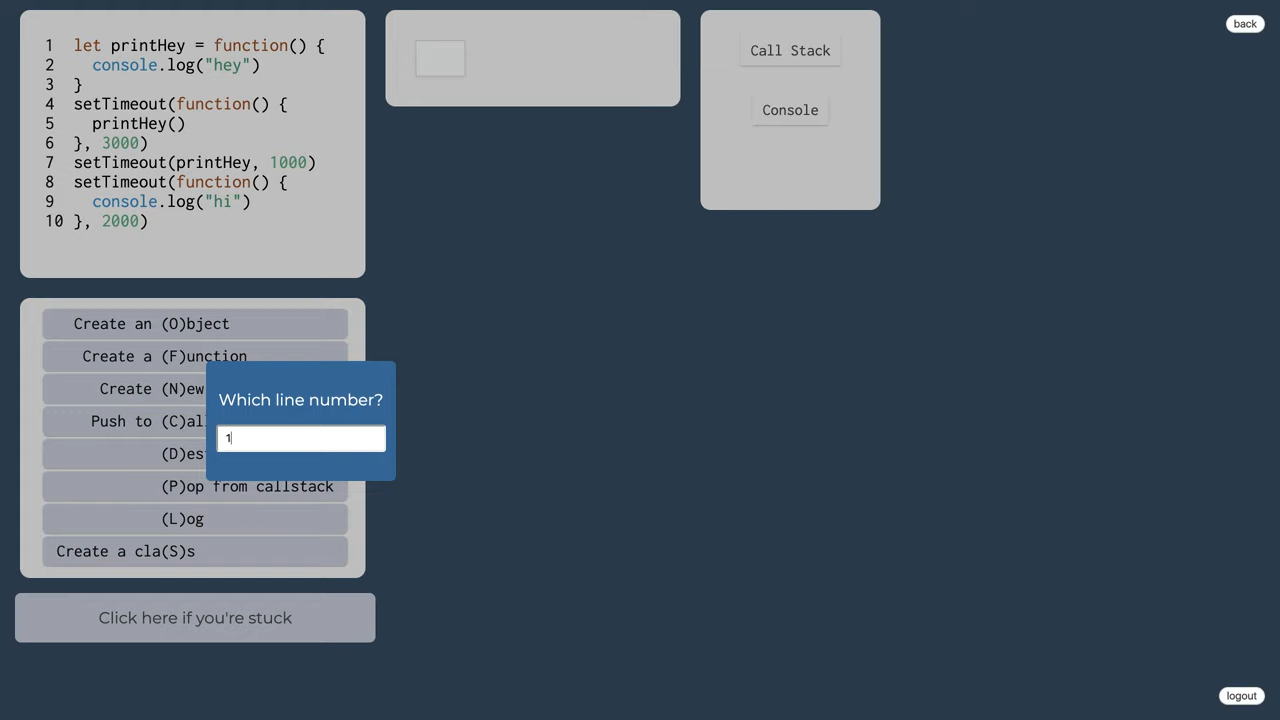 back
1 let printHey = function() {
2 console.log("hey")
3 }
4 setTimeout(function() {
5 printHey()
6 }, 3000)
7 setTimeout(printHey, 1000)
8 setTimeout(function() {
9 console.log("hi")
10 }, 2000)
Call Stack
Console
Create an (O)bject
Create a (F)unction
Create (N)ew
Push to (C)al
(D)es
(P)op from callstack
(L)og
Create a cla(S)s
Which line number?
1
Click here if you're stuck
logout